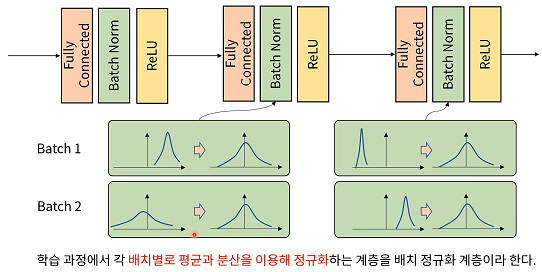 Fully Connected
Batch Norm
ReLU
Fully Connected
Batch Norm
ReLU
Fully Connected
Batch Norm
ReLU
Batch 1
Batch 2
학습 과정에서 각 배치별로 평균과 분산을 이용해 정규화하는 계층을 배치 정규화 계층이라 한다.